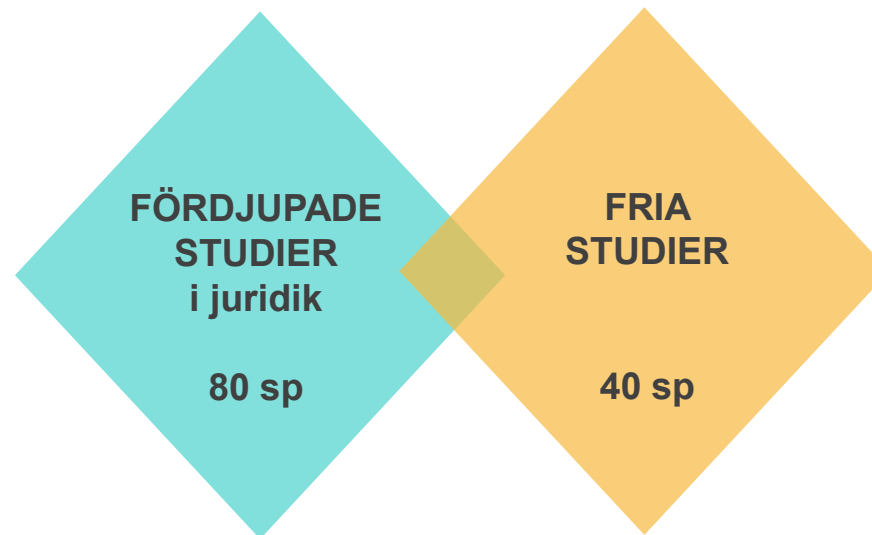 FÖRDJUPADE
STUDIER
i juridik
80 sp
FRIA
STUDIER
40 sp